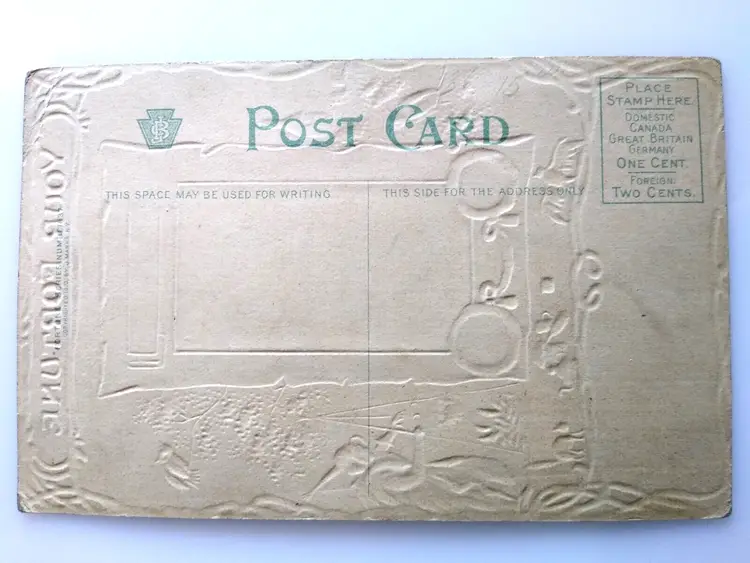 POST CARD
THIS SPACE MAY BE USED FOR WRITING
THIS SIDE FOR THE ADDRESS ONLY
PLACE
STAMP HERE
DOMESTIC
CANADA
GREAT BRITAIN
GERMANY
ONE CENT.
FOREIGN.
TWO CENTS.
YOUR FORTUNE